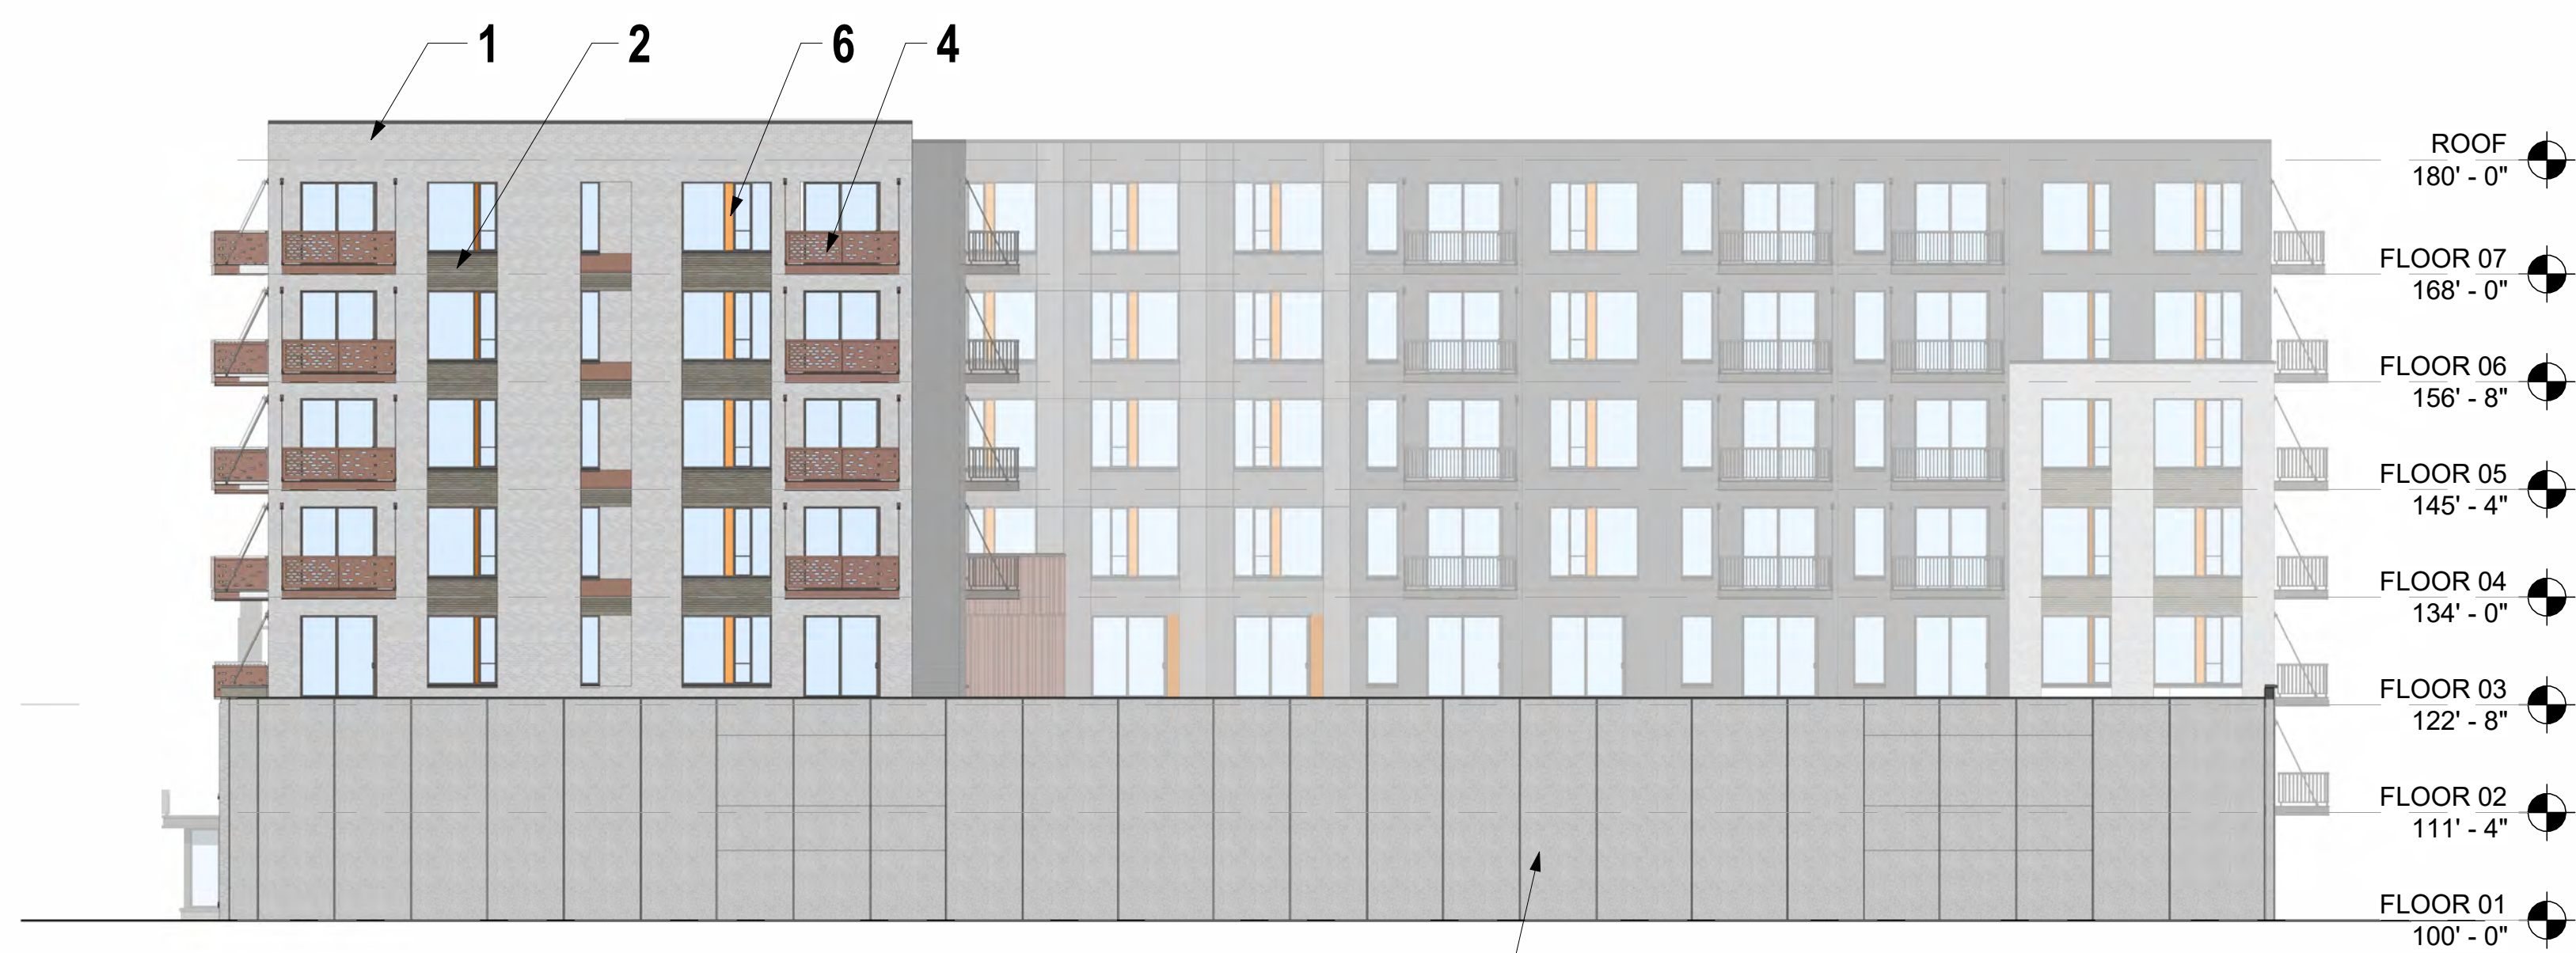 1
2
6
4
ROOF
180' - 0"
FLOOR 07
168' - 0"
FLOOR 06
156' - 8"
FLOOR 05
145' - 4"
FLOOR 04
134' - 0"
FLOOR 03
122' - 8"
FLOOR 02
111' - 4"
FLOOR 01
100' - 0"